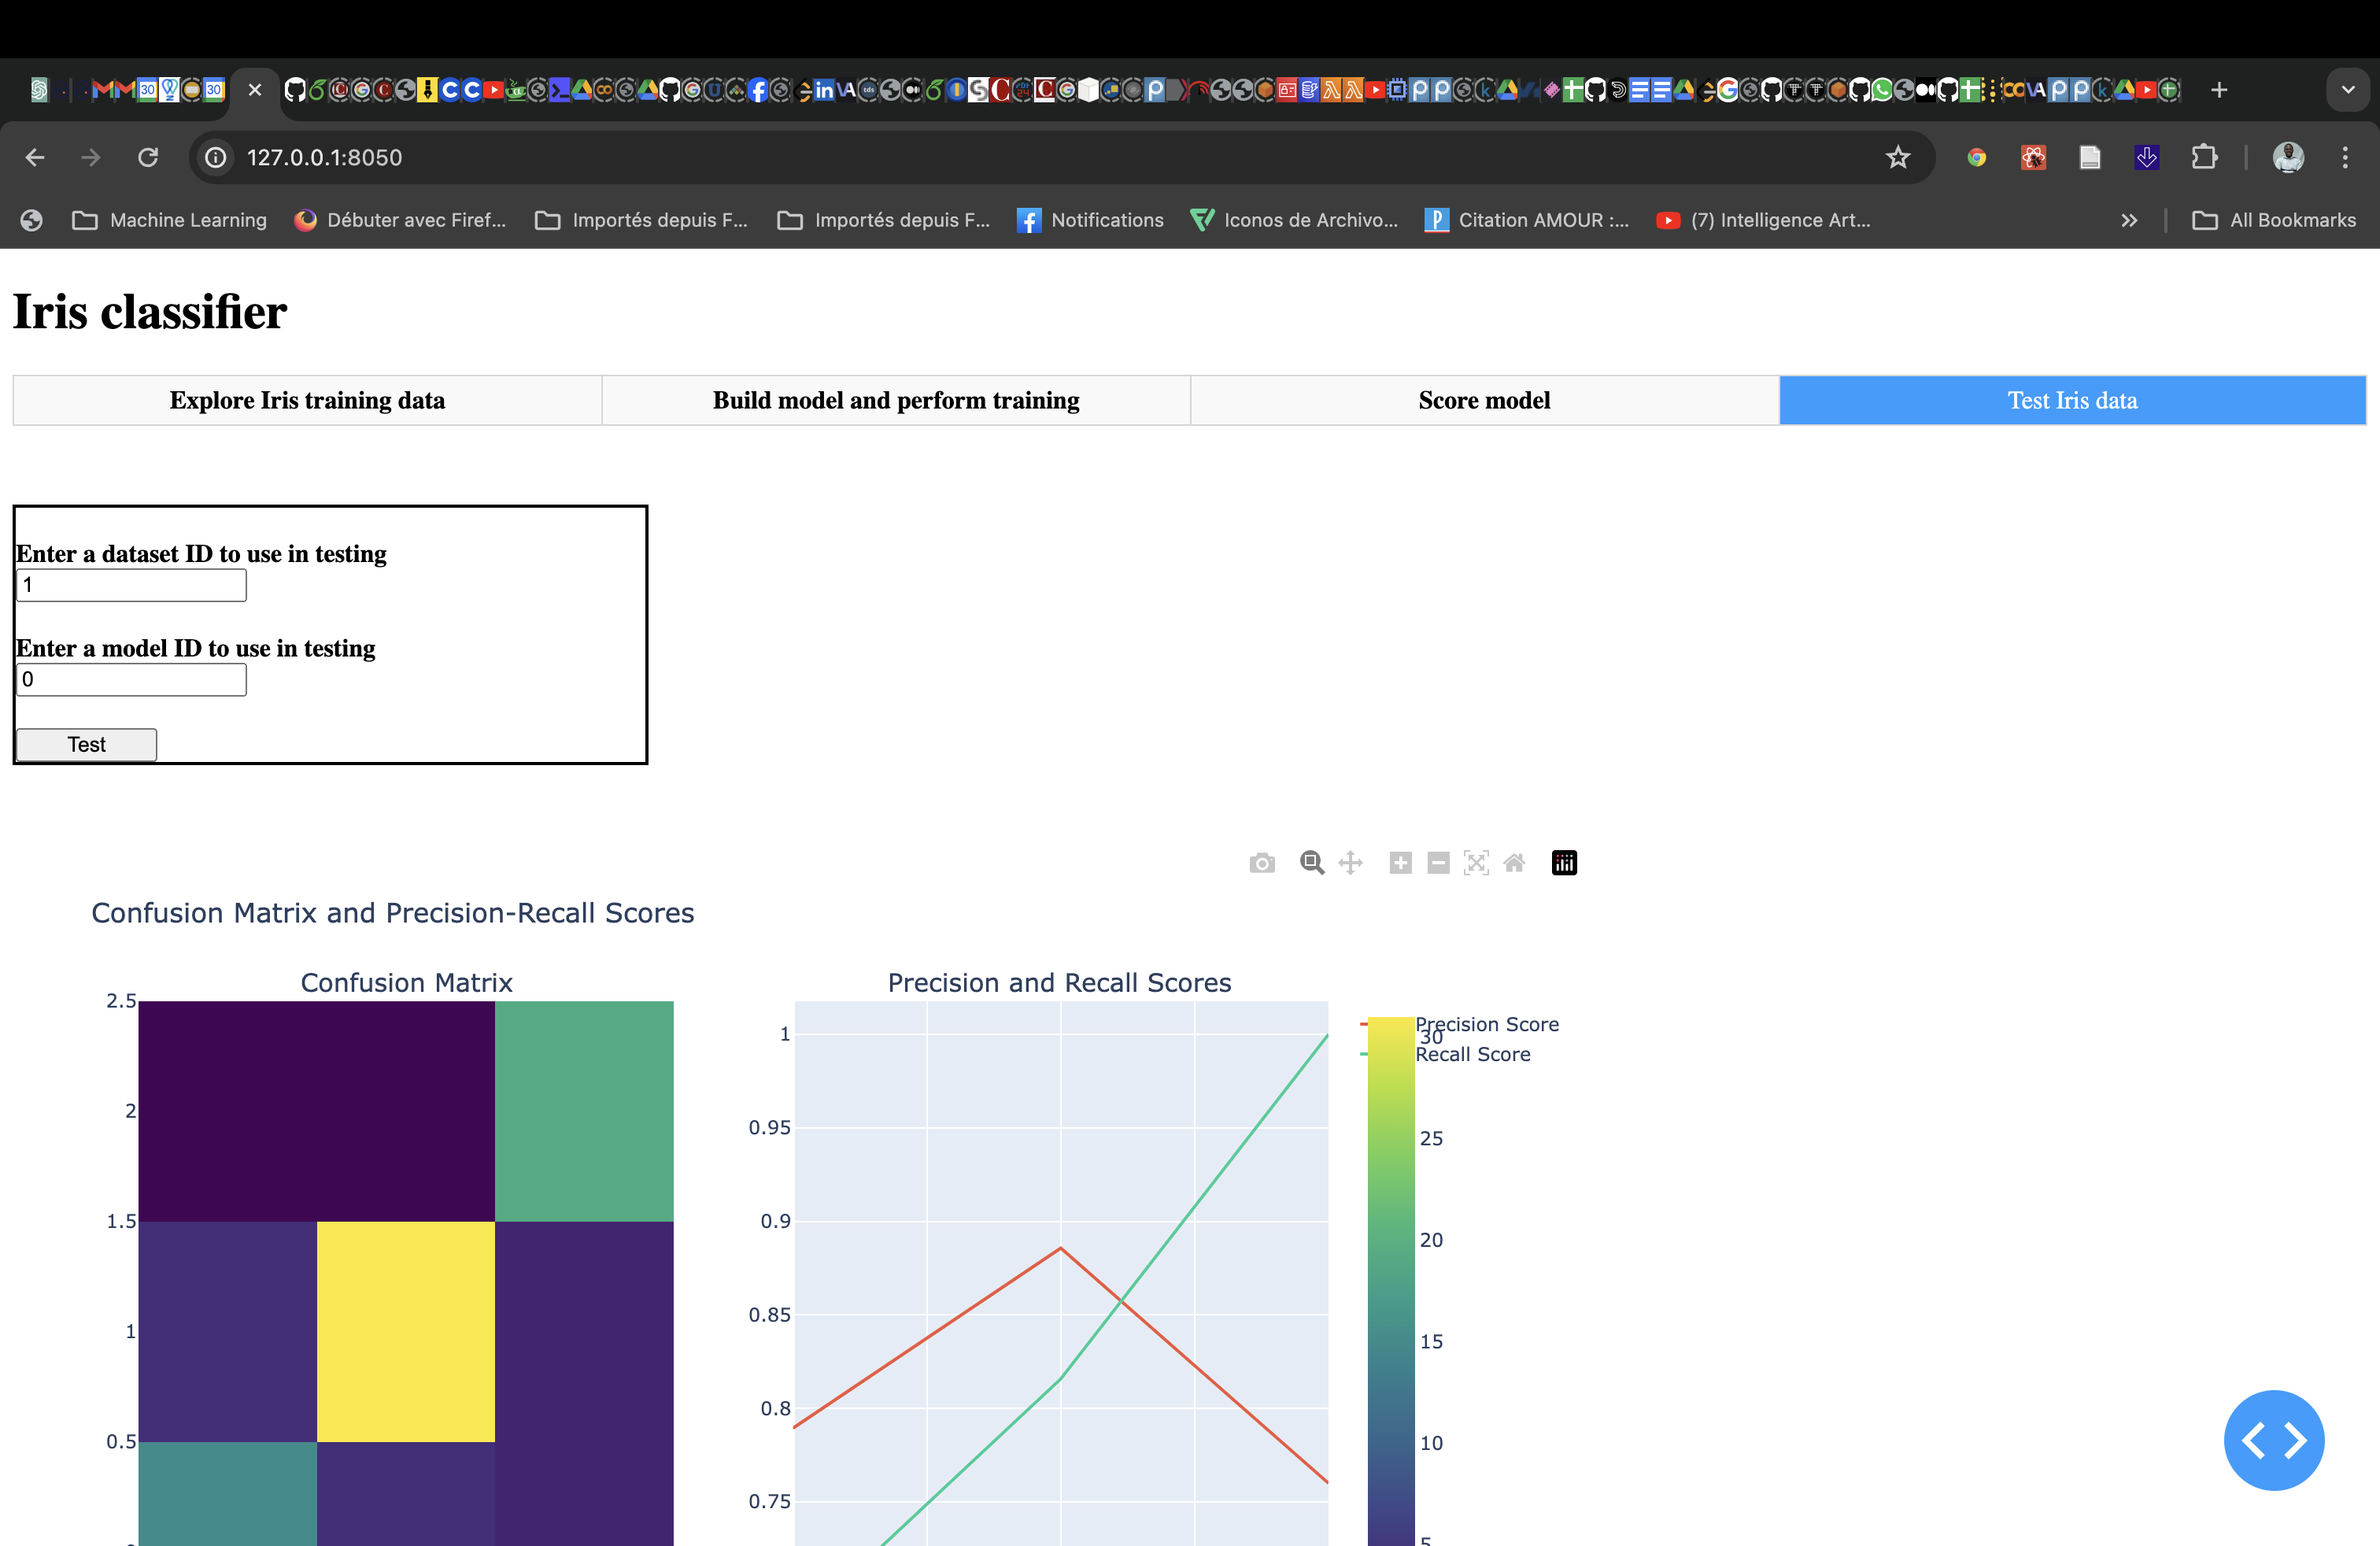 30
30
127.0.0.1:8050
Machine Learning
Débuter avec Firef...
Importés depuis F...
Importés depuis F...
Notifications
Iconos de Archivo...
Citation AMOUR :...
(7) Intelligence Art...
All Bookmarks
Iris classifier
Explore Iris training data
Build model and perform training
Score model
Test Iris data
Enter a dataset ID to use in testing
1
Enter a model ID to use in testing
0
Test
Confusion Matrix and Precision-Recall Scores
Confusion Matrix
2.5
2
1.5
1
0.5
Precision and Recall Scores
1
0.95
0.9
0.85
0.8
0.75
Precision Score
Recall Score
30
25
20
15
10
5